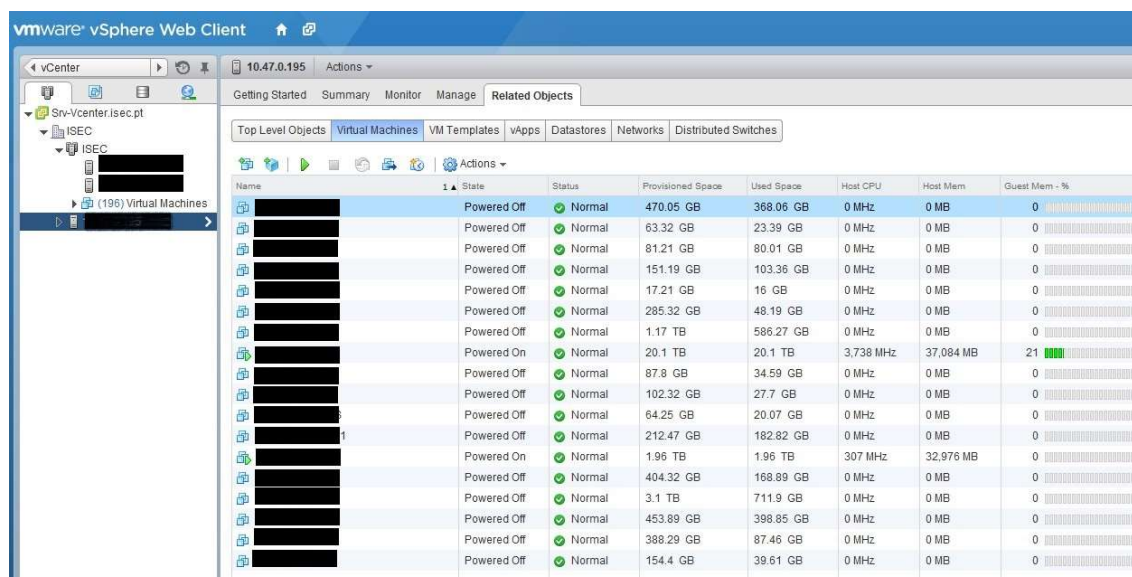 vmware® vSphere Web Client
vCenter
10.47.0.195 Actions
Getting Started Summary Monitor Manage Related Objects
Srv-Vcenter.isec.pt
ISEC
ISEC
(196) Virtual Machines
Top Level Objects Virtual Machines VM Templates vApps Datastores Networks Distributed Switches
Actions
Name 1 State Status Provisioned Space Used Space Host CPU Host Mem Guest Mem - %
Powered Off Normal 470.05 GB 368.06 GB 0 MHz 0 MB 0
Powered Off Normal 63.32 GB 23.39 GB 0 MHz 0 MB 0
Powered Off Normal 81.21 GB 80.01 GB 0 MHz 0 MB 0
Powered Off Normal 151.19 GB 103.36 GB 0 MHz 0 MB 0
Powered Off Normal 17.21 GB 16 GB 0 MHz 0 MB 0
Powered Off Normal 285.32 GB 48.19 GB 0 MHz 0 MB 0
Powered Off Normal 1.17 TB 586.27 GB 0 MHz 0 MB 0
Powered On Normal 20.1 TB 20.1 TB 3,738 MHz 37,084 MB 21
Powered Off Normal 87.8 GB 34.59 GB 0 MHz 0 MB 0
Powered Off Normal 102.32 GB 27.7 GB 0 MHz 0 MB 0
Powered Off Normal 64.25 GB 20.07 GB 0 MHz 0 MB 0
1 Powered Off Normal 212.47 GB 182.82 GB 0 MHz 0 MB 0
Powered On Normal 1.96 TB 1.96 TB 307 MHz 32,976 MB 0
Powered Off Normal 404.32 GB 168.89 GB 0 MHz 0 MB 0
Powered Off Normal 3.1 TB 711.9 GB 0 MHz 0 MB 0
Powered Off Normal 453.89 GB 398.85 GB 0 MHz 0 MB 0
Powered Off Normal 388.29 GB 87.46 GB 0 MHz 0 MB 0
Powered Off Normal 154.4 GB 39.61 GB 0 MHz 0 MB 0